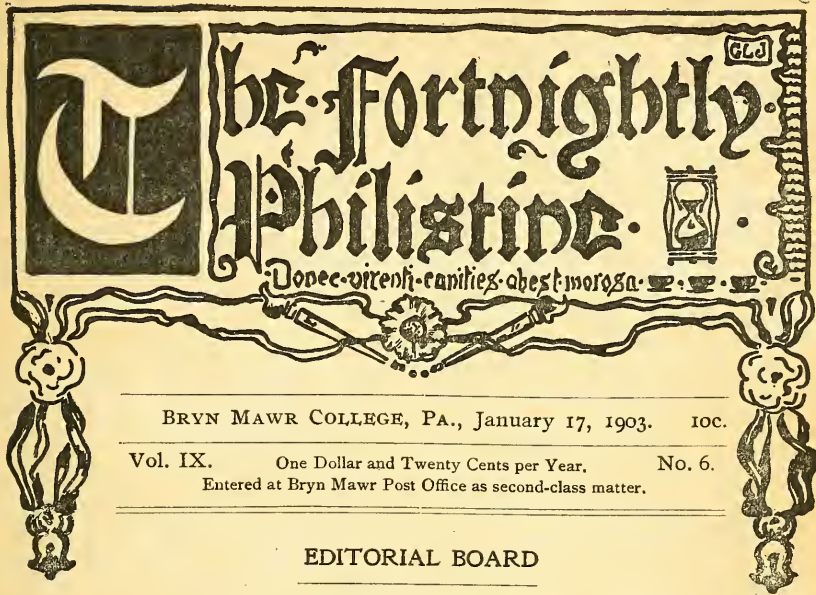 The·Fortnightly·
Philistine·
GLJ
Donec·virenti·canities·abest·morosa·
BRYN MAWR COLLEGE, PA., January 17, 1903. 10c.
Vol. IX. One Dollar and Twenty Cents per Year. No. 6.
Entered at Bryn Mawr Post Office as second-class matter.
EDITORIAL BOARD